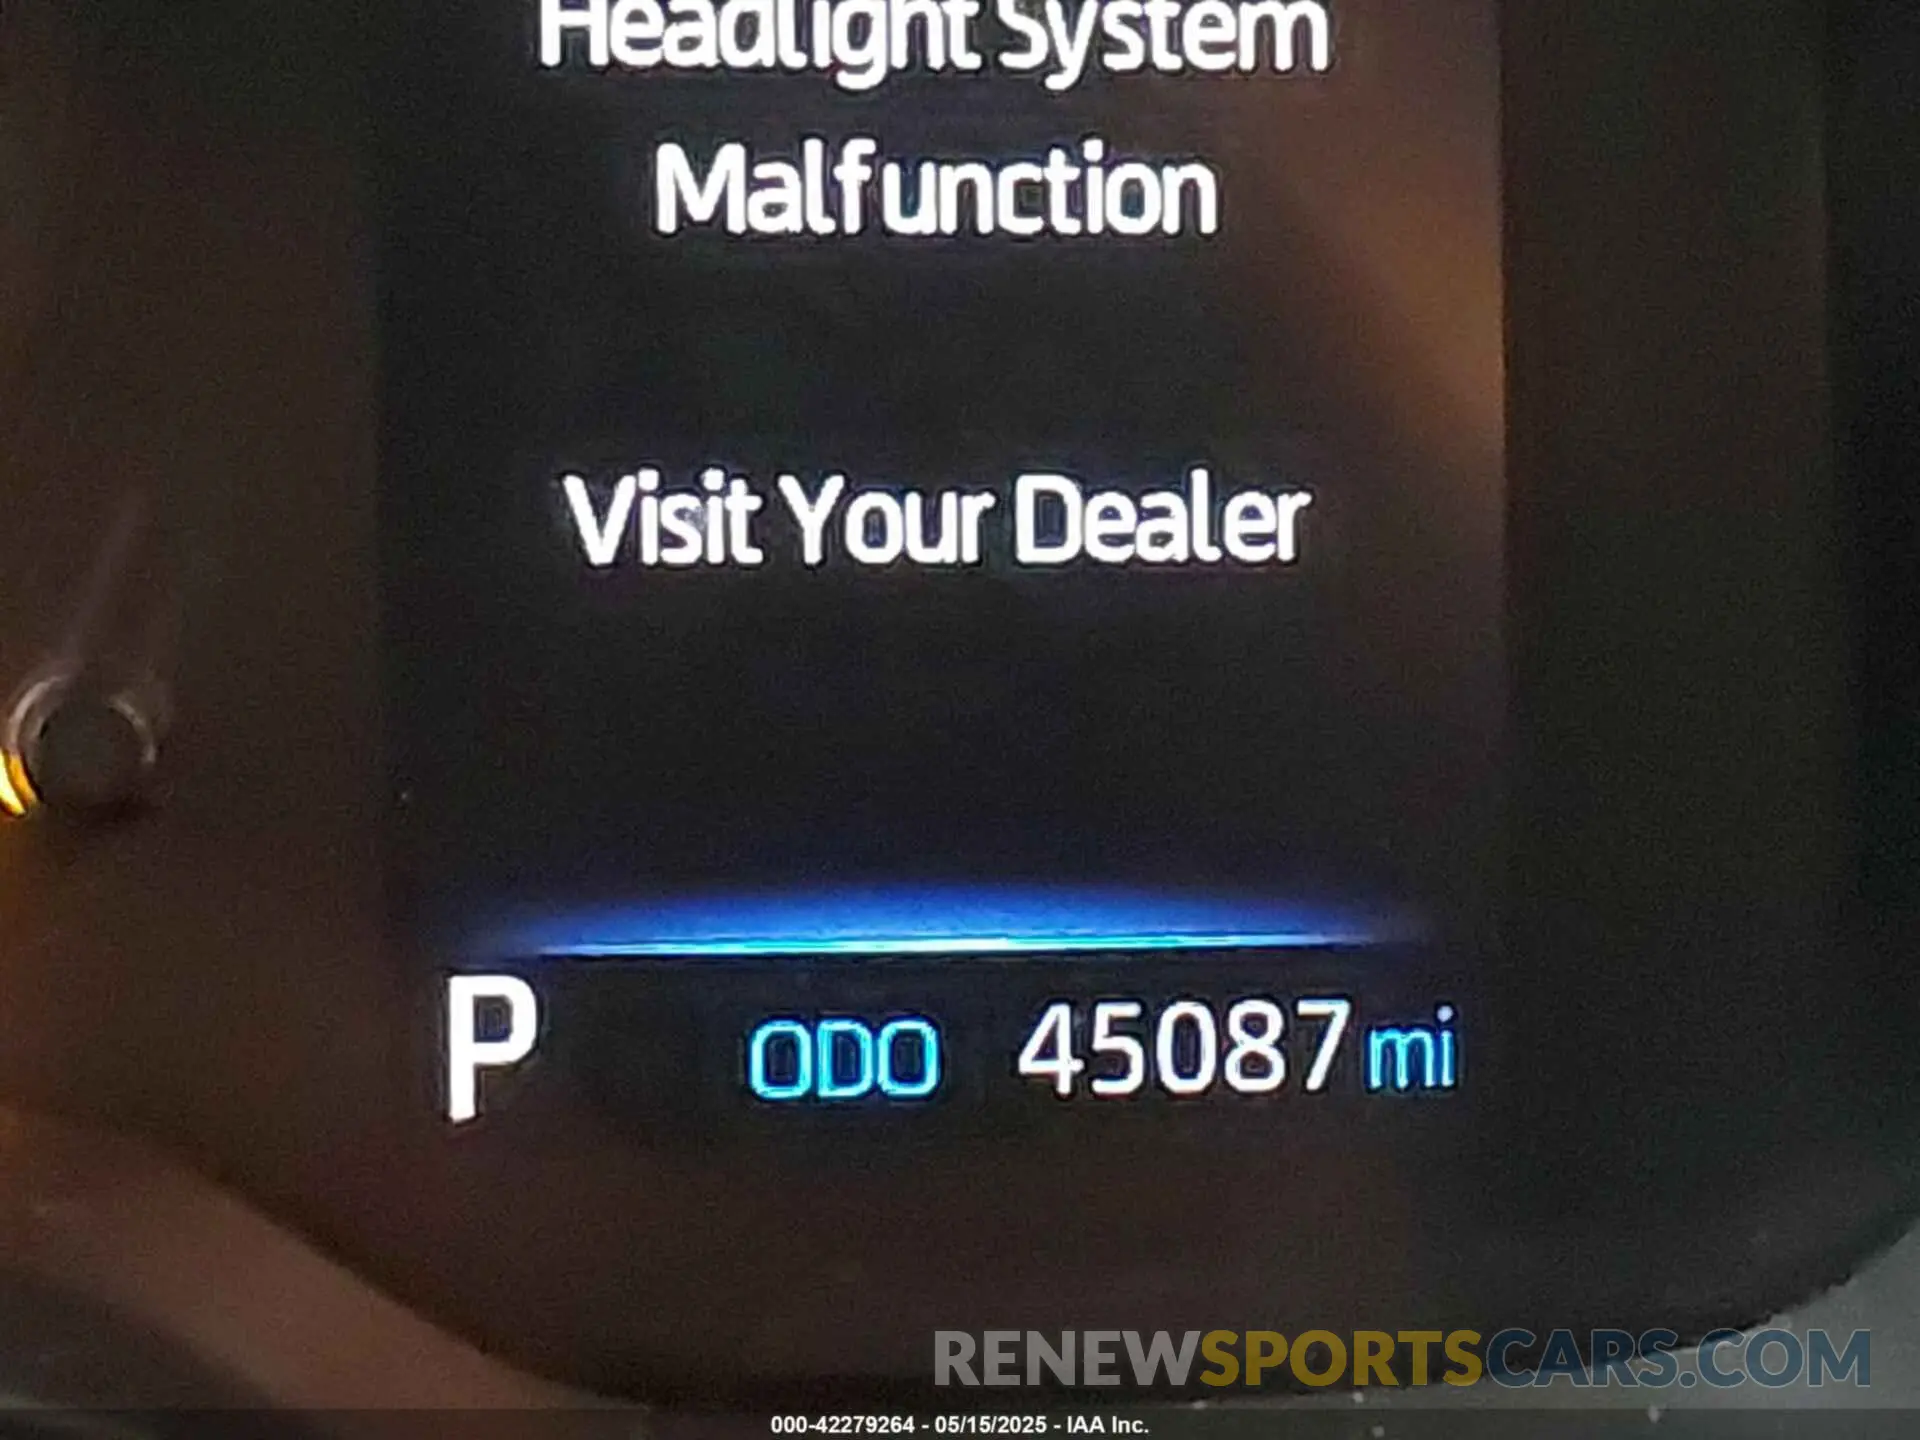 Headlight System
Malfunction
Visit Your Dealer
P ODO 45087 mi
RENEWSPORTSCARS.COM
000-42279264 - 05/15/2025 - IAA Inc.